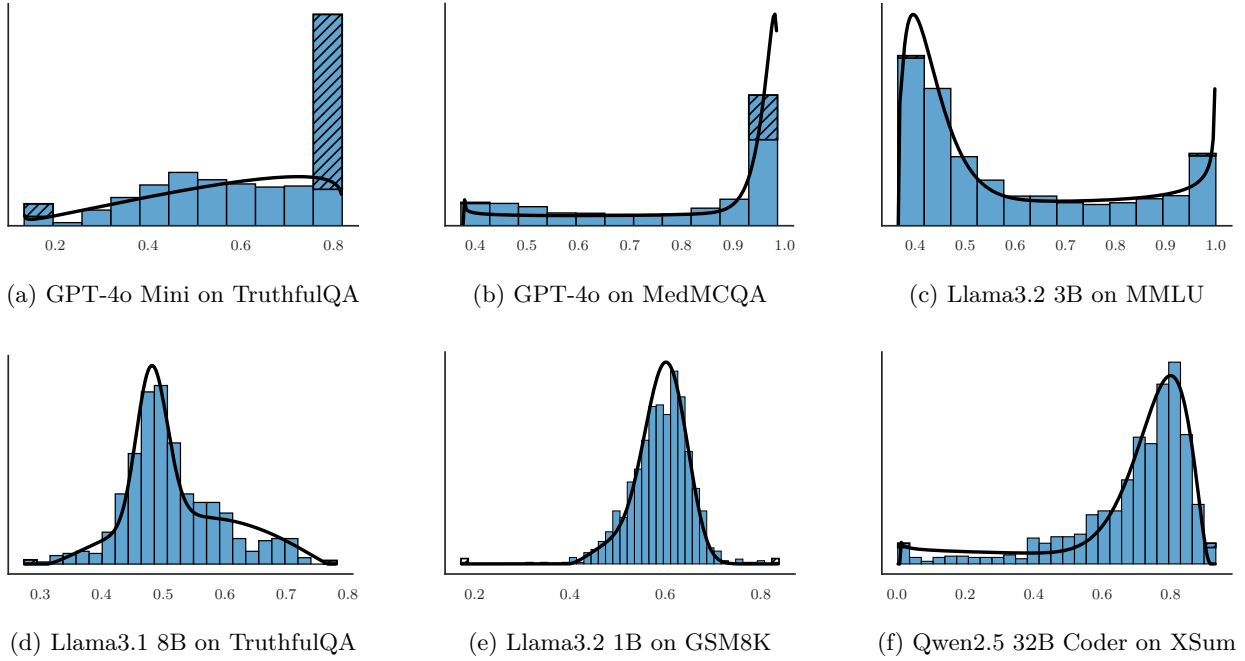 0.2 0.4 0.6 0.8
0.4 0.5 0.6 0.7 0.8 0.9 1.0
0.4 0.5 0.6 0.7 0.8 0.9 1.0
(a) GPT-4o Mini on TruthfulQA
(b) GPT-4o on MedMCQA
(c) Llama3.2 3B on MMLU
0.3 0.4 0.5 0.6 0.7 0.8
0.2 0.4 0.6 0.8
0.0 0.2 0.4 0.6 0.8
(d) Llama3.1 8B on TruthfulQA
(e) Llama3.2 1B on GSM8K
(f) Qwen2.5 32B Coder on XSum